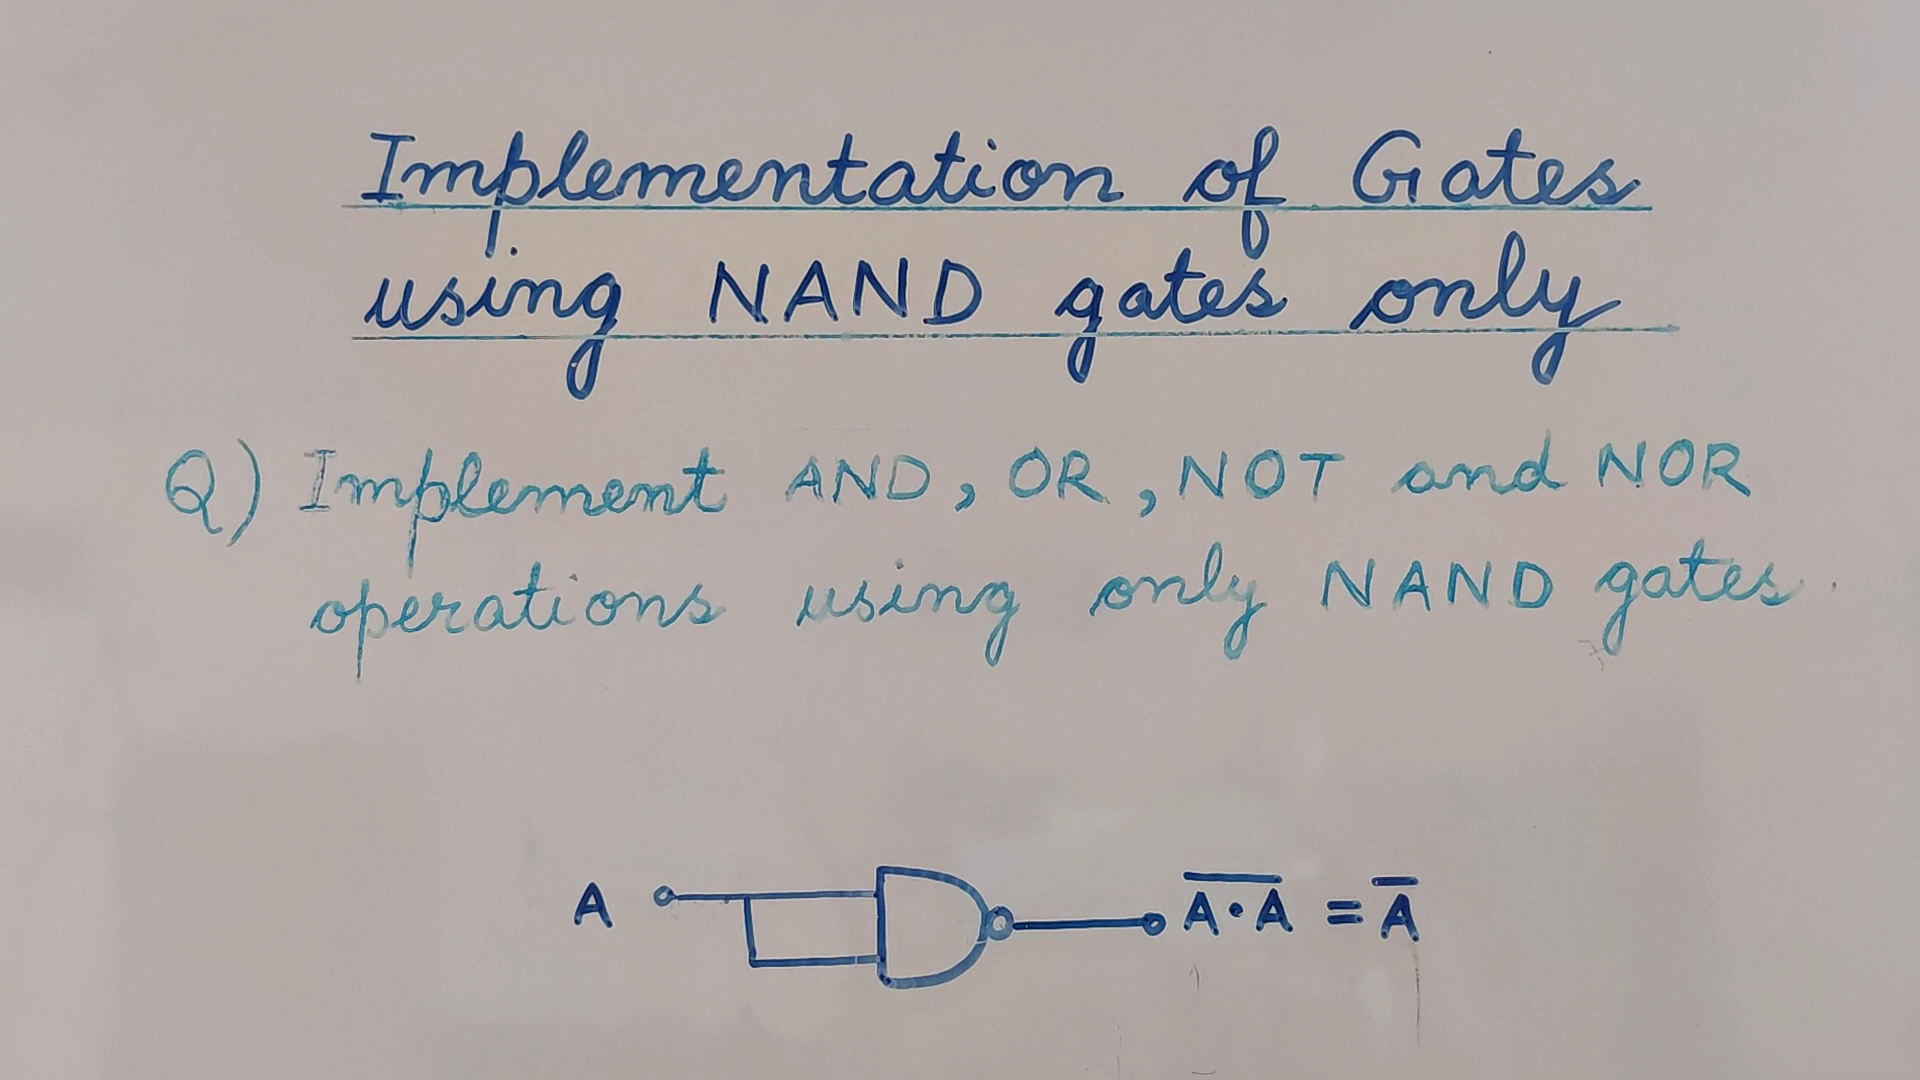 Implementation of Gates
using NAND gates only
Q) Implement AND, OR, NOT and NOR
operations using only NAND gates.
A A̅·̅A̅ = A̅